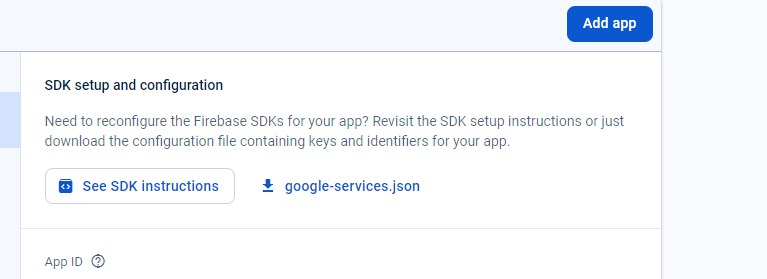 Add app
SDK setup and configuration
Need to reconfigure the Firebase SDKs for your app? Revisit the SDK setup instructions or just
download the configuration file containing keys and identifiers for your app.
See SDK instructions
google-services.json
App ID